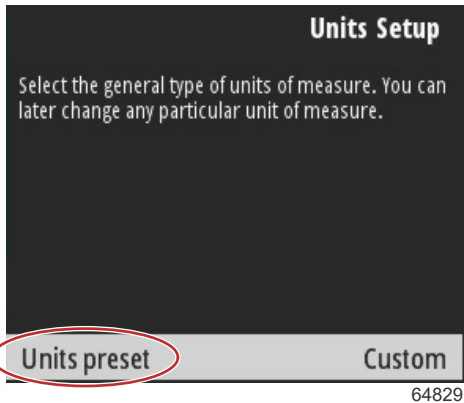 Units Setup
Select the general type of units of measure. You can
later change any particular unit of measure.
Units preset Custom
64829